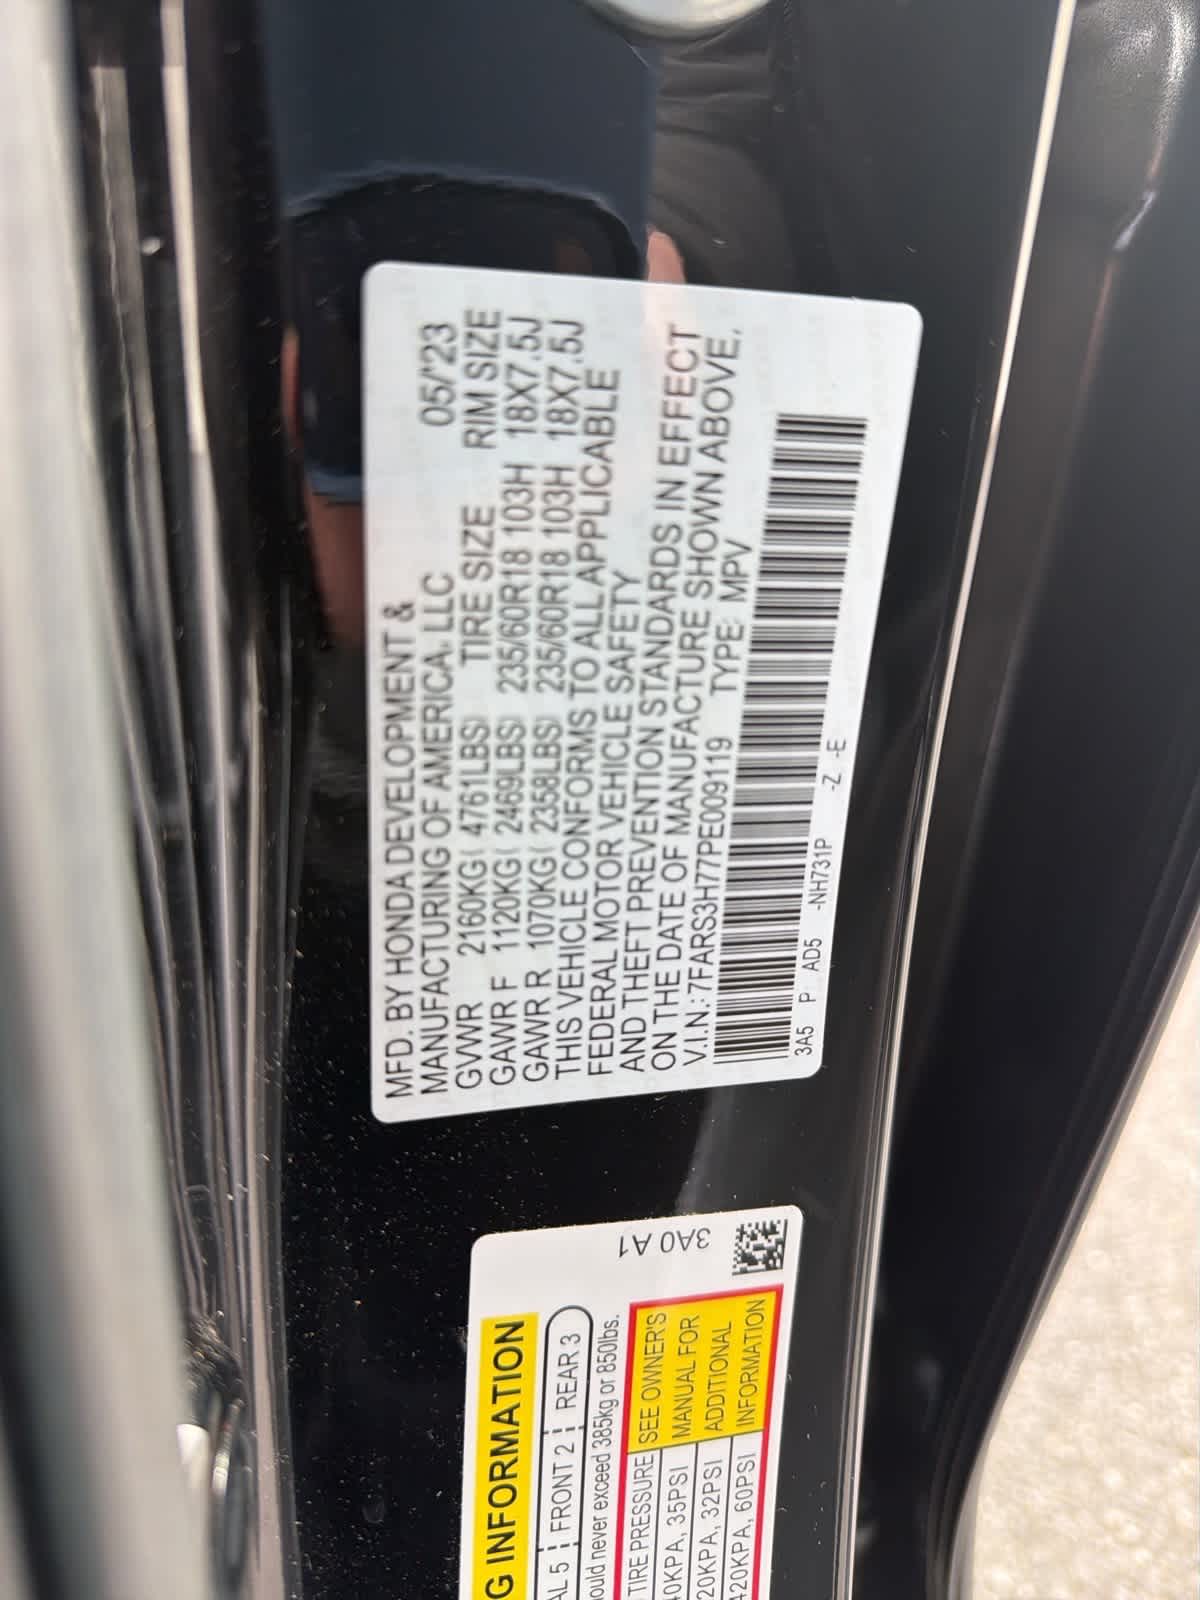 MFD. BY HONDA DEVELOPMENT &
MANUFACTURING OF AMERICA, LLC 05/'23
GVWR 2160KG( 4761LBS) TIRE SIZE RIM SIZE
GAWR F 1120KG( 2469LBS) 235/60R18 103H 18X7.5J
GAWR R 1070KG( 2358LBS) 235/60R18 103H 18X7.5J
THIS VEHICLE CONFORMS TO ALL APPLICABLE
FEDERAL MOTOR VEHICLE SAFETY
AND THEFT PREVENTION STANDARDS IN EFFECT
ON THE DATE OF MANUFACTURE SHOWN ABOVE.
V.I.N.: 7FARS3H77PE009119 TYPE: MPV
3A5 P AD5 -NH731P -Z -E
3A0 A1
G INFORMATION
AL 5 FRONT 2 REAR 3
ould never exceed 385kg or 850lbs.
TIRE PRESSURE SEE OWNER'S
40KPA, 35PSI MANUAL FOR
20KPA, 32PSI ADDITIONAL
420KPA, 60PSI INFORMATION